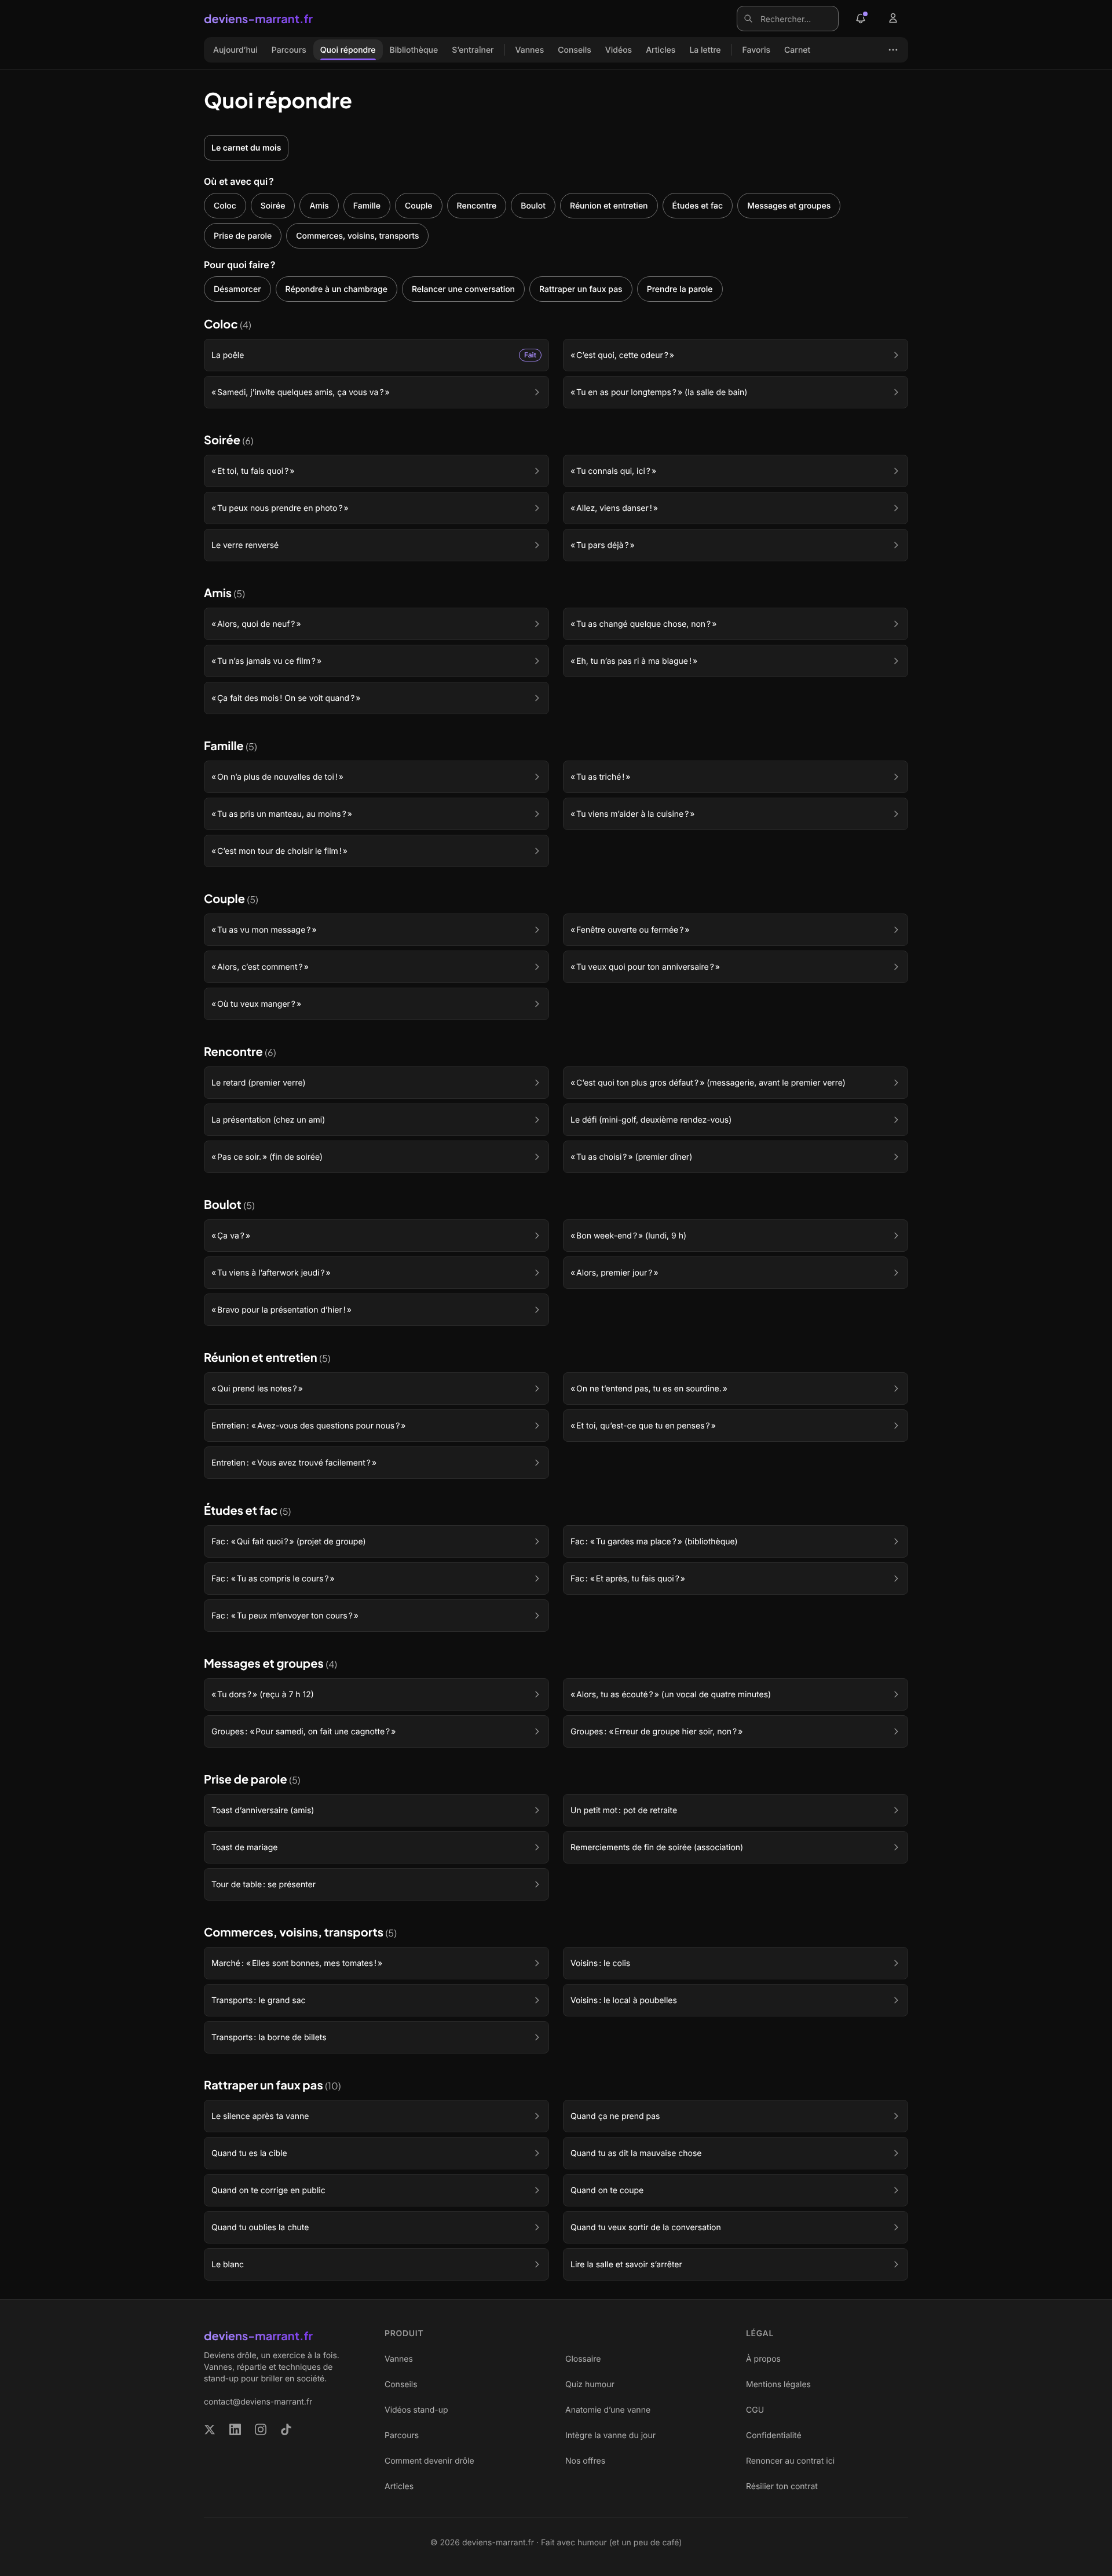 deviens-marrant.fr
Rechercher...
Aujourd’hui Parcours Quoi répondre Bibliothèque S’entraîner Vannes Conseils Vidéos Articles La lettre Favoris Carnet
Quoi répondre
Le carnet du mois
Où et avec qui ?
Coloc Soirée Amis Famille Couple Rencontre Boulot Réunion et entretien Études et fac Messages et groupes
Prise de parole Commerces, voisins, transports
Pour quoi faire ?
Désamorcer Répondre à un chambrage Relancer une conversation Rattraper un faux pas Prendre la parole
Coloc (4)
La poêle Fait
« C’est quoi, cette odeur ? »
« Samedi, j’invite quelques amis, ça vous va ? »
« Tu en as pour longtemps ? » (la salle de bain)
Soirée (6)
« Et toi, tu fais quoi ? »
« Tu connais qui, ici ? »
« Tu peux nous prendre en photo ? »
« Allez, viens danser ! »
Le verre renversé
« Tu pars déjà ? »
Amis (5)
« Alors, quoi de neuf ? »
« Tu as changé quelque chose, non ? »
« Tu n’as jamais vu ce film ? »
« Eh, tu n’as pas ri à ma blague ! »
« Ça fait des mois ! On se voit quand ? »
Famille (5)
« On n’a plus de nouvelles de toi ! »
« Tu as triché ! »
« Tu as pris un manteau, au moins ? »
« Tu viens m’aider à la cuisine ? »
« C’est mon tour de choisir le film ! »
Couple (5)
« Tu as vu mon message ? »
« Fenêtre ouverte ou fermée ? »
« Alors, c’est comment ? »
« Tu veux quoi pour ton anniversaire ? »
« Où tu veux manger ? »
Rencontre (6)
Le retard (premier verre)
« C’est quoi ton plus gros défaut ? » (messagerie, avant le premier verre)
La présentation (chez un ami)
Le défi (mini-golf, deuxième rendez-vous)
« Pas ce soir. » (fin de soirée)
« Tu as choisi ? » (premier dîner)
Boulot (5)
« Ça va ? »
« Bon week-end ? » (lundi, 9 h)
« Tu viens à l’afterwork jeudi ? »
« Alors, premier jour ? »
« Bravo pour la présentation d’hier ! »
Réunion et entretien (5)
« Qui prend les notes ? »
« On ne t’entend pas, tu es en sourdine. »
Entretien : « Avez-vous des questions pour nous ? »
« Et toi, qu’est-ce que tu en penses ? »
Entretien : « Vous avez trouvé facilement ? »
Études et fac (5)
Fac : « Qui fait quoi ? » (projet de groupe)
Fac : « Tu gardes ma place ? » (bibliothèque)
Fac : « Tu as compris le cours ? »
Fac : « Et après, tu fais quoi ? »
Fac : « Tu peux m’envoyer ton cours ? »
Messages et groupes (4)
« Tu dors ? » (reçu à 7 h 12)
« Alors, tu as écouté ? » (un vocal de quatre minutes)
Groupes : « Pour samedi, on fait une cagnotte ? »
Groupes : « Erreur de groupe hier soir, non ? »
Prise de parole (5)
Toast d’anniversaire (amis)
Un petit mot : pot de retraite
Toast de mariage
Remerciements de fin de soirée (association)
Tour de table : se présenter
Commerces, voisins, transports (5)
Marché : « Elles sont bonnes, mes tomates ! »
Voisins : le colis
Transports : le grand sac
Voisins : le local à poubelles
Transports : la borne de billets
Rattraper un faux pas (10)
Le silence après ta vanne
Quand ça ne prend pas
Quand tu es la cible
Quand tu as dit la mauvaise chose
Quand on te corrige en public
Quand on te coupe
Quand tu oublies la chute
Quand tu veux sortir de la conversation
Le blanc
Lire la salle et savoir s’arrêter
deviens-marrant.fr
Deviens drôle, un exercice à la fois.
Vannes, répartie et techniques de
stand-up pour briller en société.
contact@deviens-marrant.fr
PRODUIT
Vannes
Conseils
Vidéos stand-up
Parcours
Comment devenir drôle
Articles
Glossaire
Quiz humour
Anatomie d’une vanne
Intègre la vanne du jour
Nos offres
LÉGAL
À propos
Mentions légales
CGU
Confidentialité
Renoncer au contrat ici
Résilier ton contrat
© 2026 deviens-marrant.fr · Fait avec humour (et un peu de café)